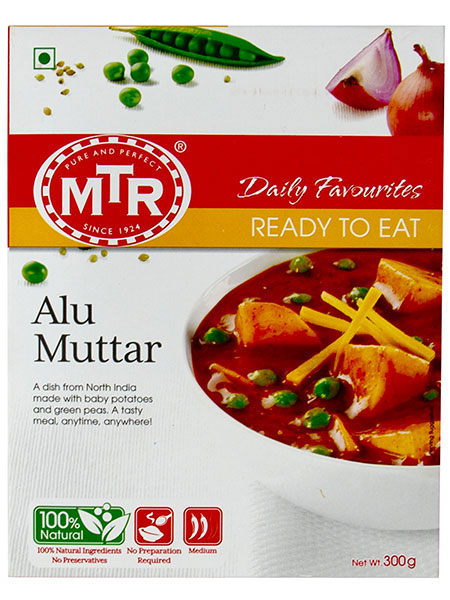 PURE AND PERFECT
MTR®
SINCE 1924
Daily Favourites
READY TO EAT
Alu
Muttar
A dish from North India
made with baby potatoes
and green peas. A tasty
meal, anytime, anywhere!
100%
Natural
100% Natural Ingredients
No Preservatives
No Preparation
Required
Medium
Net Wt. 300g